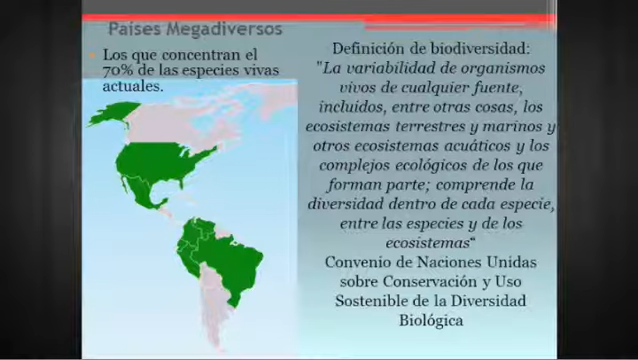 Países Megadiversos
Los que concentran el
70% de las especies vivas
actuales.
Definición de biodiversidad:
"La variabilidad de organismos
vivos de cualquier fuente,
incluidos, entre otras cosas, los
ecosistemas terrestres y marinos y
otros ecosistemas acuáticos y los
complejos ecológicos de los que
forman parte; comprende la
diversidad dentro de cada especie,
entre las especies y de los
ecosistemas“
Convenio de Naciones Unidas
sobre Conservación y Uso
Sostenible de la Diversidad
Biológica